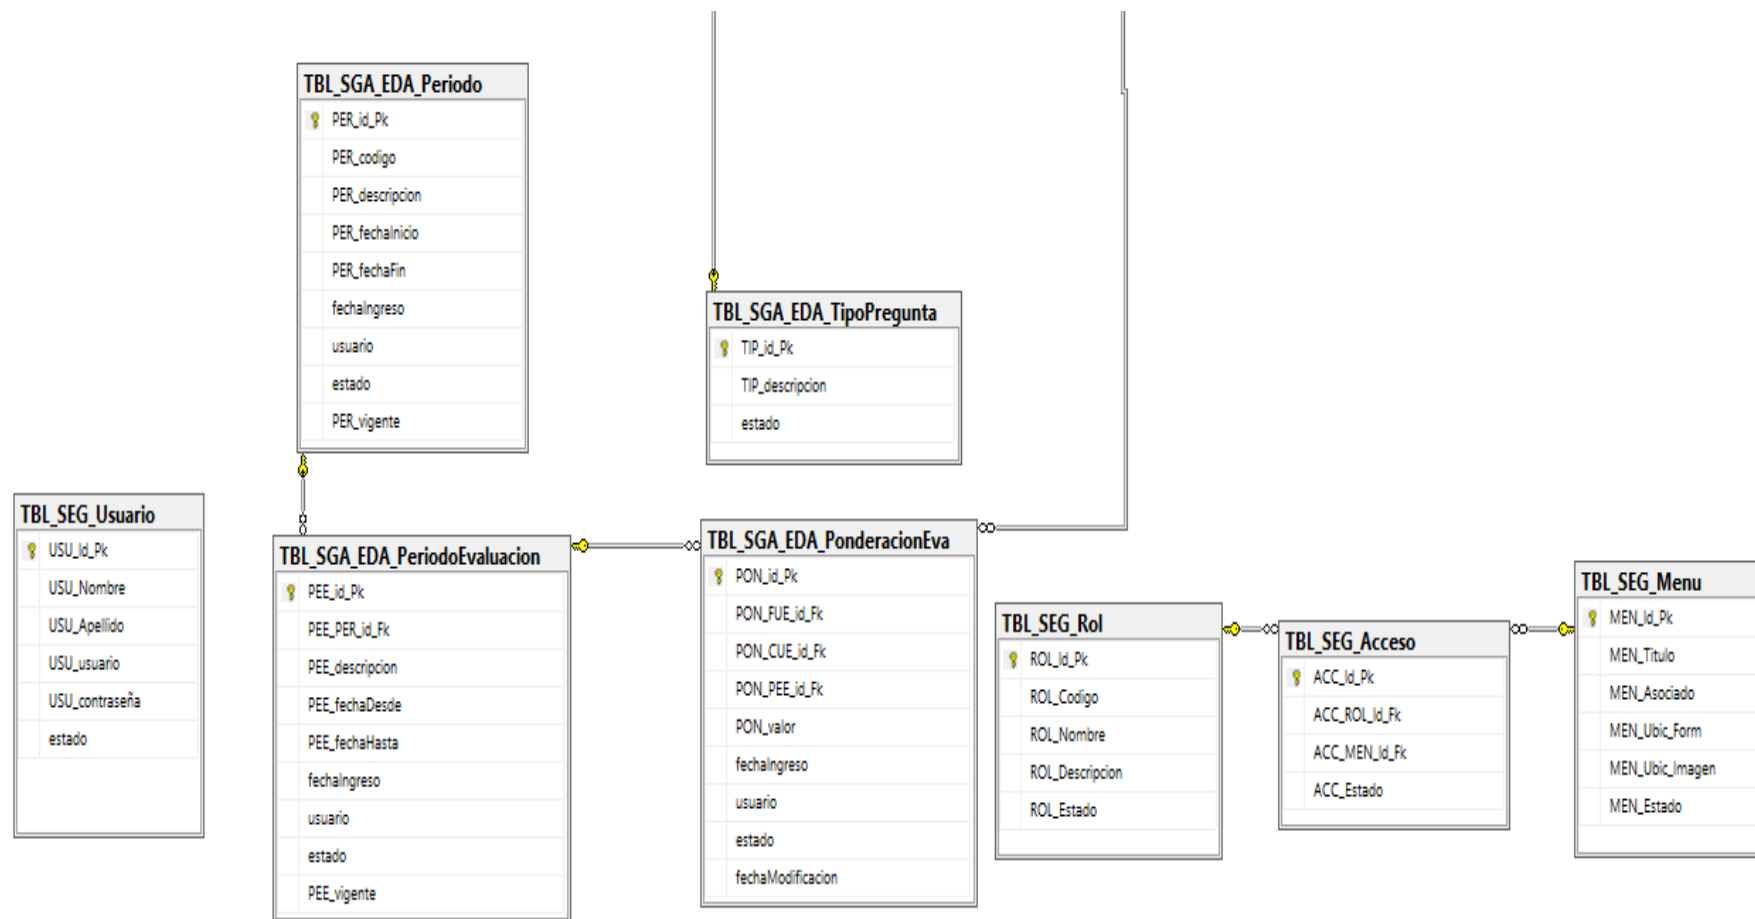 TBL_SGA_EDA_Periodo
PER_id_Pk
PER_codigo
PER_descripcion
PER_fechaInicio
PER_fechaFin
fechaIngreso
usuario
estado
PER_vigente
TBL_SGA_EDA_TipoPregunta
TIP_id_Pk
TIP_descripcion
estado
TBL_SEG_Usuario
USU_Id_Pk
USU_Nombre
USU_Apellido
USU_usuario
USU_contraseña
estado
TBL_SGA_EDA_PeriodoEvaluacion
PEE_id_Pk
PEE_PER_id_Fk
PEE_descripcion
PEE_fechaDesde
PEE_fechaHasta
fechaIngreso
usuario
estado
PEE_vigente
TBL_SGA_EDA_PonderacionEva
PON_id_Pk
PON_FUE_id_Fk
PON_CUE_id_Fk
PON_PEE_id_Fk
PON_valor
fechaIngreso
usuario
estado
fechaModificacion
TBL_SEG_Rol
ROL_Id_Pk
ROL_Codigo
ROL_Nombre
ROL_Descripcion
ROL_Estado
TBL_SEG_Acceso
ACC_Id_Pk
ACC_ROL_Id_Fk
ACC_MEN_Id_Fk
ACC_Estado
TBL_SEG_Menu
MEN_Id_Pk
MEN_Titulo
MEN_Asociado
MEN_Ubic_Form
MEN_Ubic_Imagen
MEN_Estado